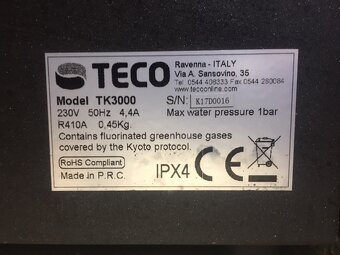 TECO
Ravenna - ITALY
Via A. Sansovino, 35
Tel 0544 408333 Fax 0544 280084
www.tecoonline.com
Model TK3000
S/N: K17D0016
230V 50Hz 4,4A
Max water pressure 1bar
R410A 0,45Kg.
Contains fluorinated greenhouse gases
covered by the Kyoto protocol.
RoHS Compliant
Made in P.R.C.
IPX4 CE